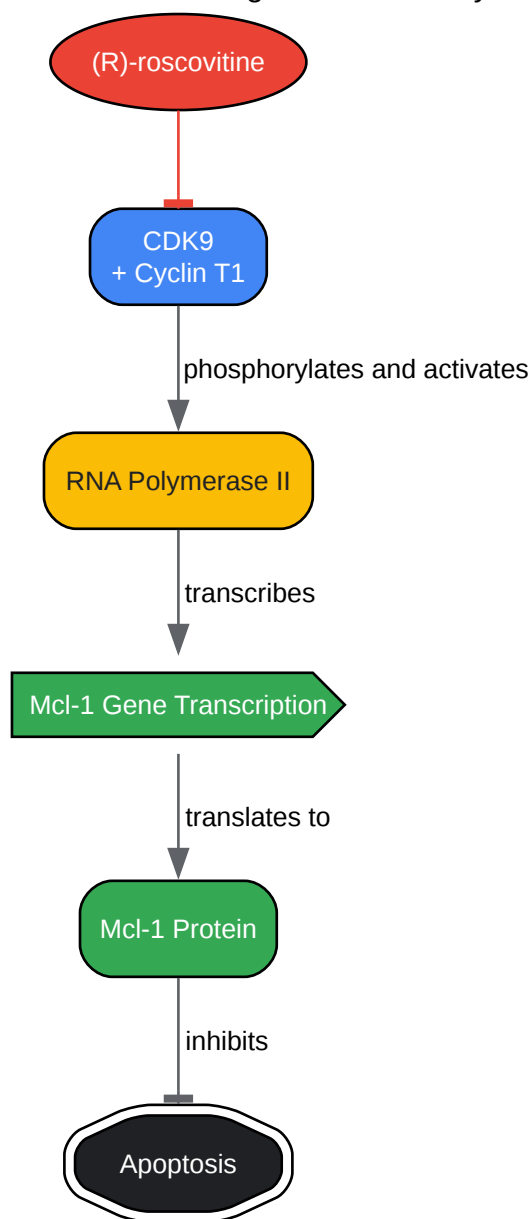 (R)-roscovitine
CDK9
+ Cyclin T1
phosphorylates and activates
RNA Polymerase II
transcribes
Mcl-1 Gene Transcription
translates to
Mcl-1 Protein
inhibits
Apoptosis